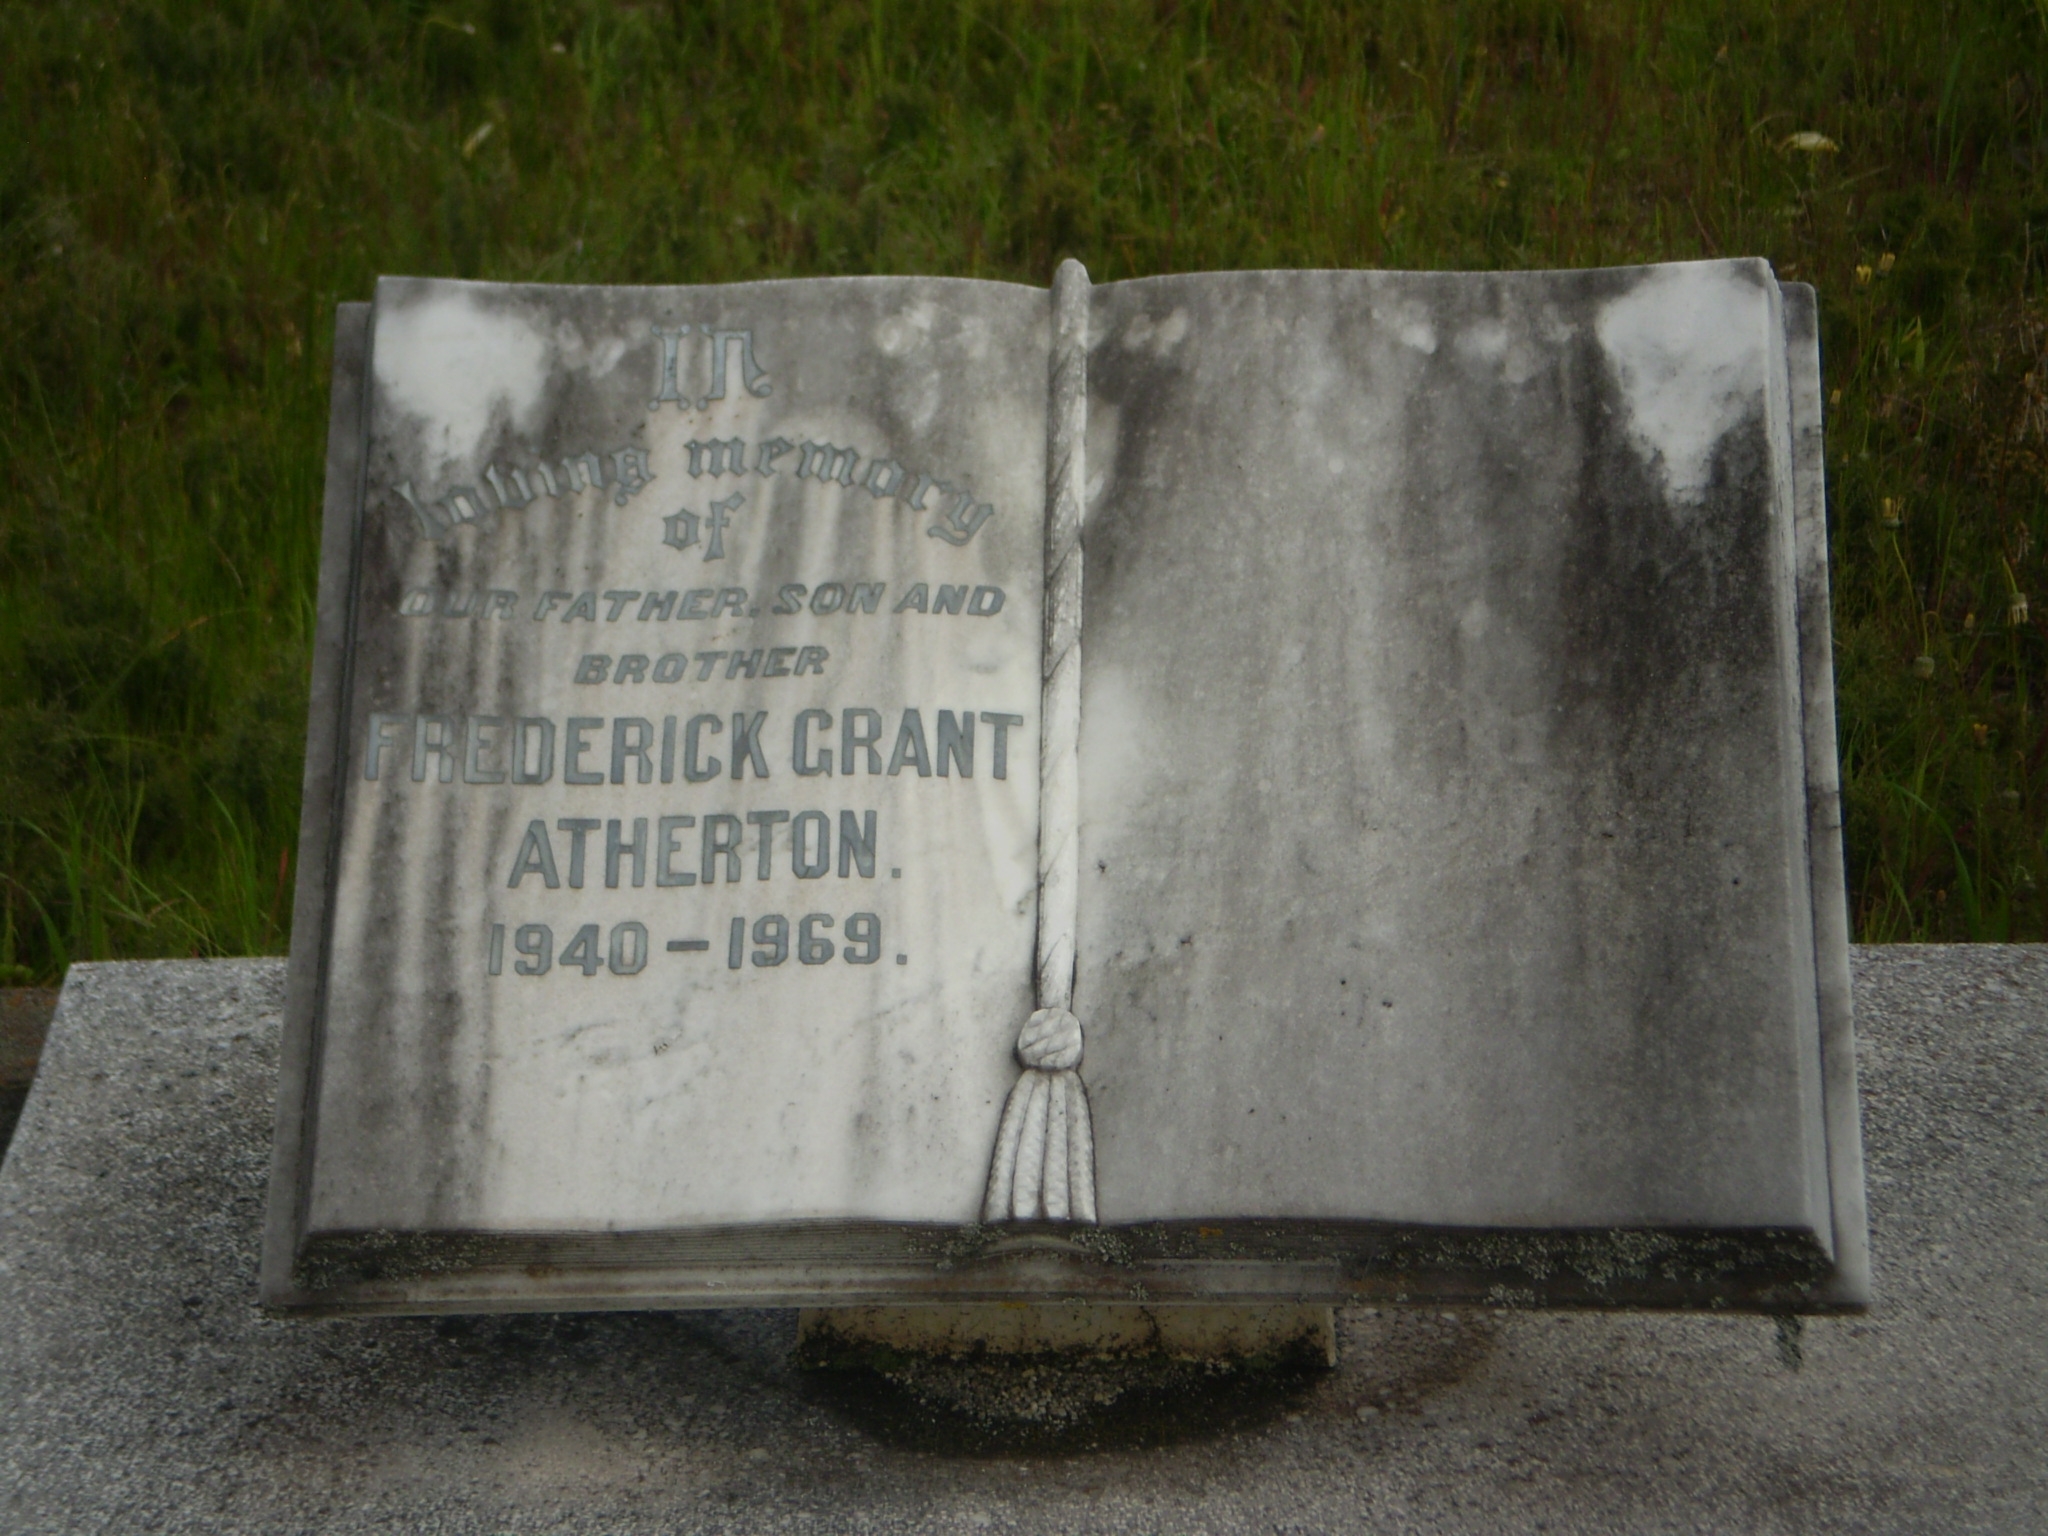 In
loving memory
of
OUR FATHER, SON AND
BROTHER
FREDERICK GRANT
ATHERTON.
1940 – 1969.